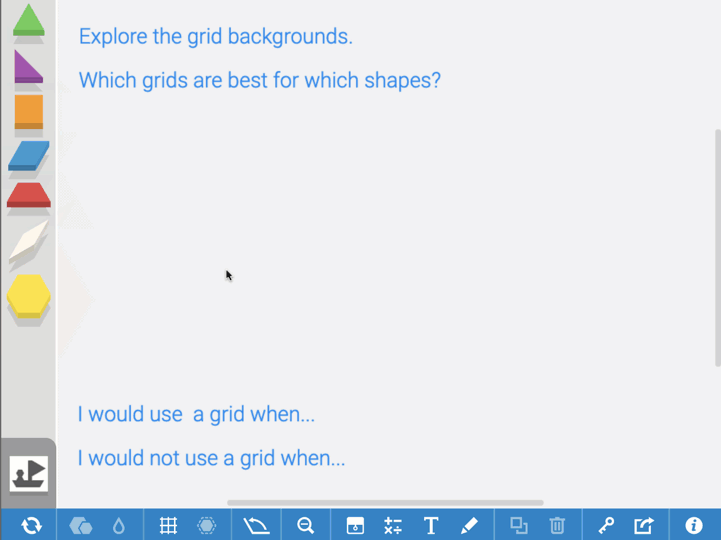 Explore the grid backgrounds.
Which grids are best for which shapes?
I would use a grid when...
I would not use a grid when...